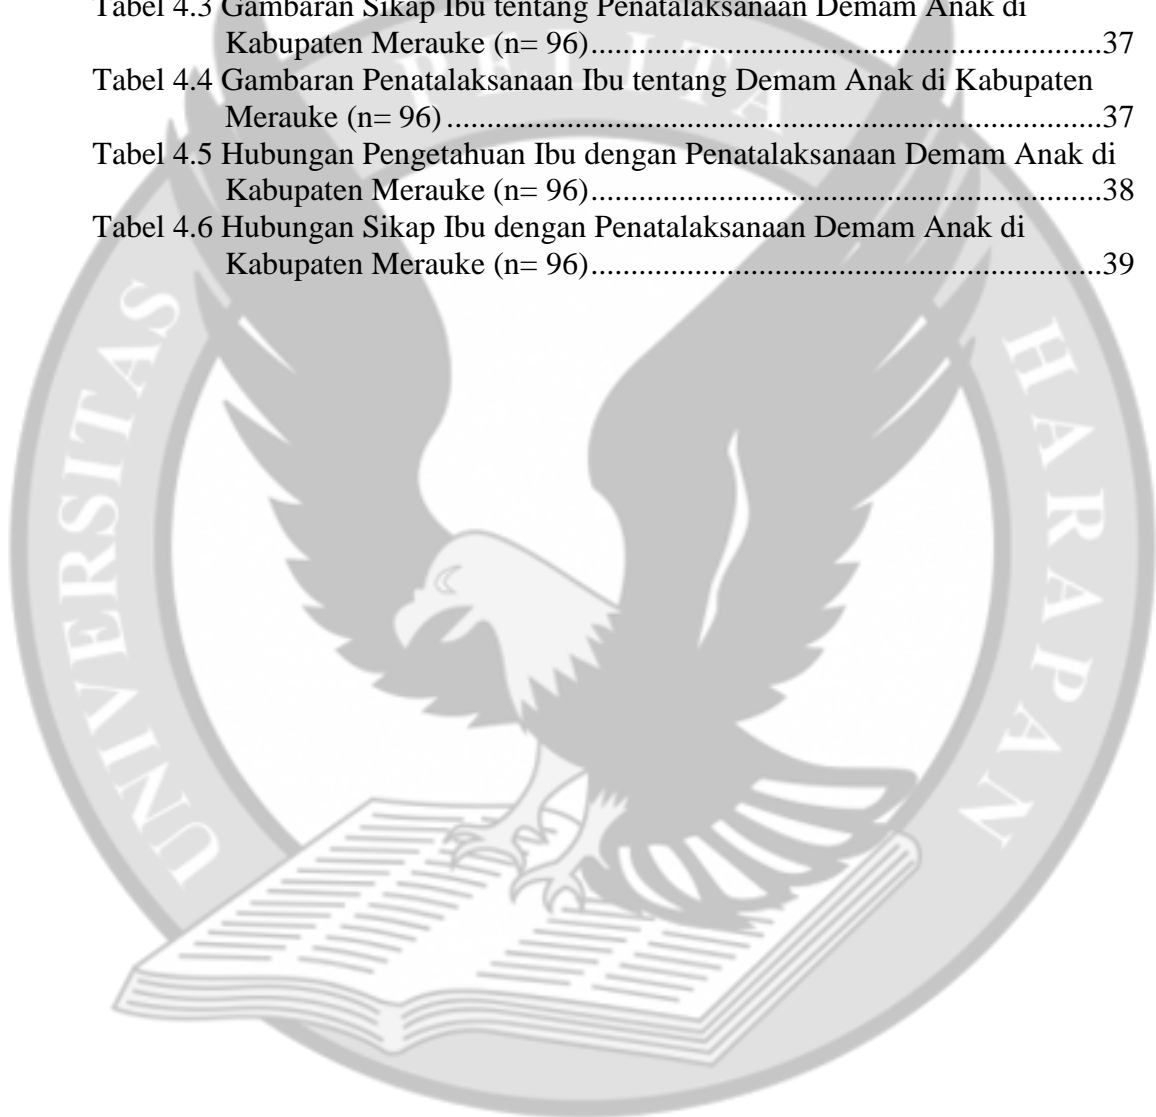 Tabel 4.3 Gambaran Sikap Ibu tentang Penatalaksanaan Demam Anak di
Kabupaten Merauke (n= 96)................................................................37
Tabel 4.4 Gambaran Penatalaksanaan Ibu tentang Demam Anak di Kabupaten
Merauke (n= 96)..................................................................................37
Tabel 4.5 Hubungan Pengetahuan Ibu dengan Penatalaksanaan Demam Anak di
Kabupaten Merauke (n= 96)................................................................38
Tabel 4.6 Hubungan Sikap Ibu dengan Penatalaksanaan Demam Anak di
Kabupaten Merauke (n= 96)................................................................39
UNIVERSITAS
PELITA
HARAPAN